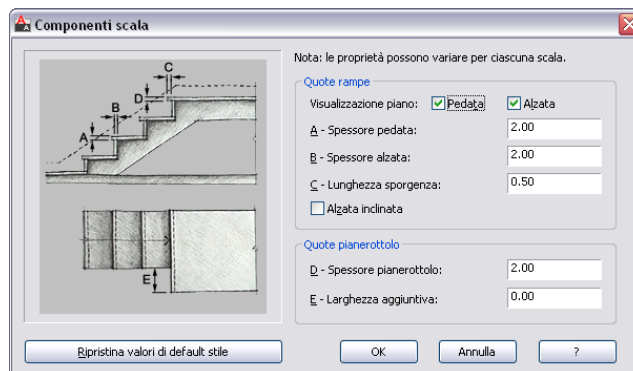 Componenti scala
Nota: le proprietà possono variare per ciascuna scala.
C
D
B
A
E
Quote rampe
Visualizzazione piano: Pedata Alzata
A - Spessore pedata: 2.00
B - Spessore alzata: 2.00
C - Lunghezza sporgenza: 0.50
Alzata inclinata
Quote pianerottolo
D - Spessore pianerottolo: 2.00
E - Larghezza aggiuntiva: 0.00
Ripristina valori di default stile OK Annulla ?